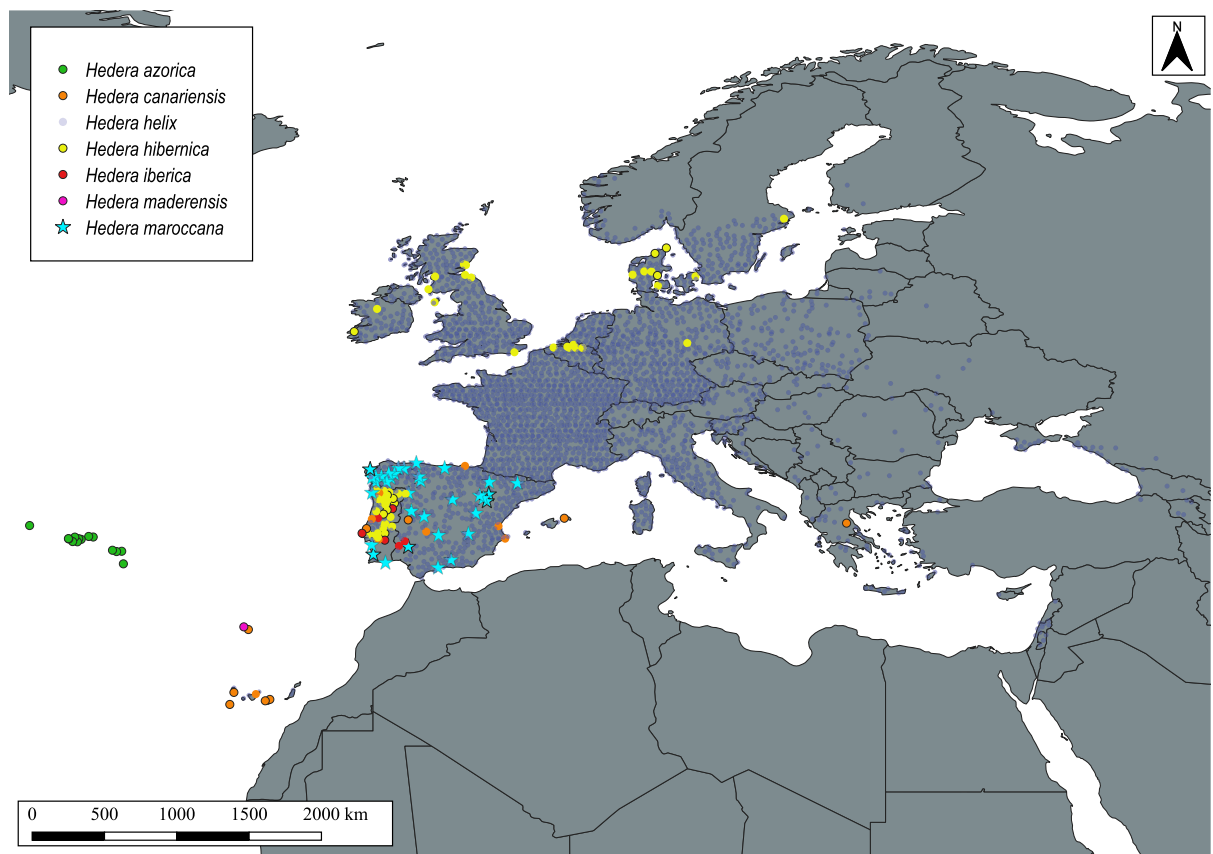 N
Hedera azorica
Hedera canariensis
Hedera helix
Hedera hibernica
Hedera iberica
Hedera maderensis
Hedera maroccana
0 500 1000 1500 2000 km